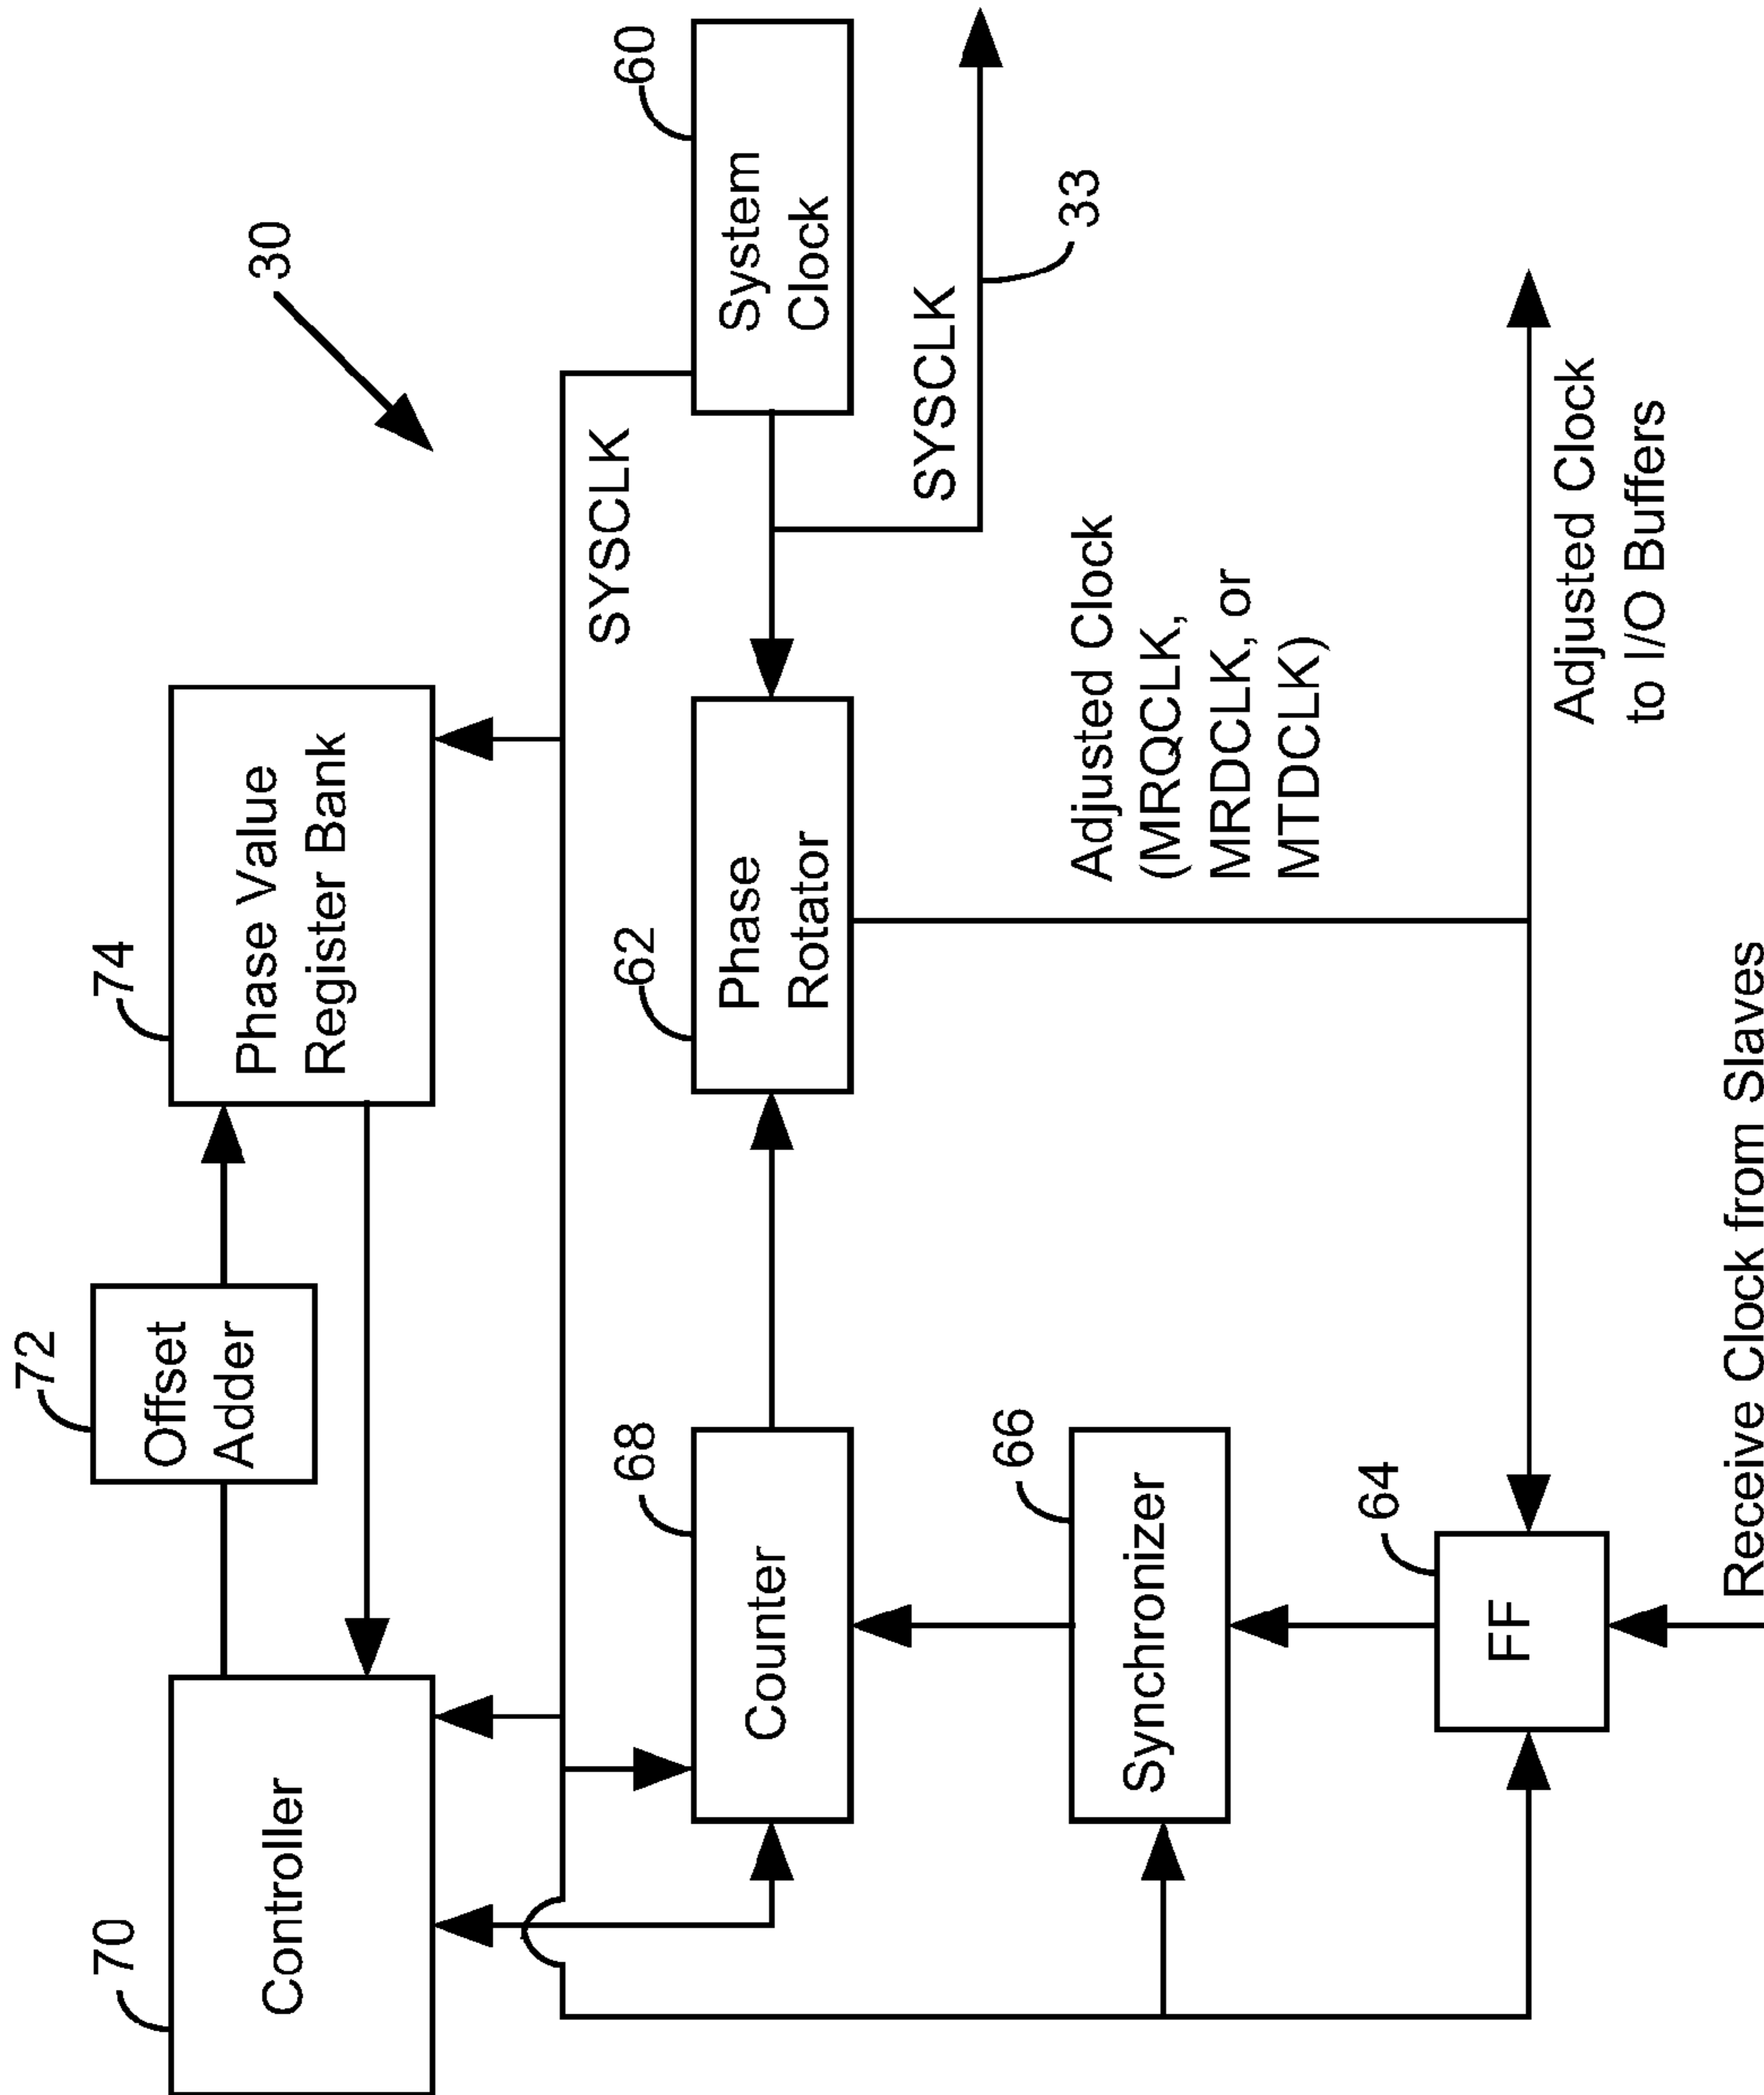 30
72
74
70
Controller
Offset
Adder
Phase Value
Register Bank
SYSCLK
68
62
60
Counter
Phase
Rotator
System
Clock
SYSCLK
33
66
Synchronizer
Adjusted Clock
(MRQCLK,
MRDCLK, or
MTDCLK)
64
FF
Adjusted Clock
to I/O Buffers
Receive Clock from Slaves